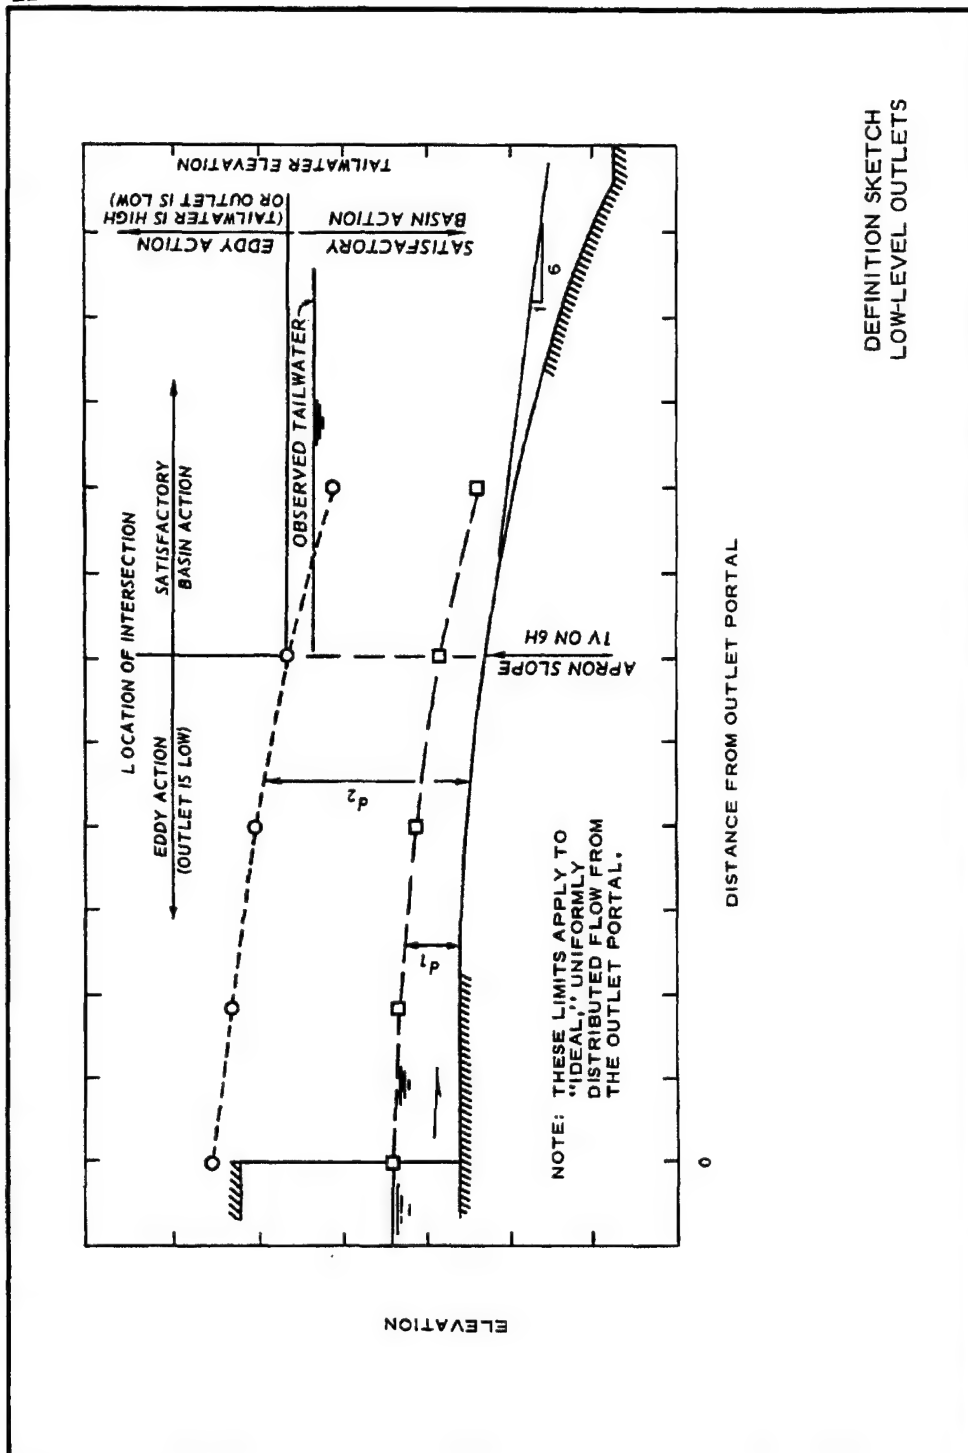 LOCATION OF INTERSECTION
EDDY ACTION
(OUTLET IS LOW)
SATISFACTORY
BASIN ACTION
OBSERVED TAILWATER
EDDY ACTION
(TAILWATER IS HIGH
OR OUTLET IS LOW)
SATISFACTORY
BASIN ACTION
TAILWATER ELEVATION
d2
d1
1
6
APRON SLOPE
1V ON 6H
NOTE: THESE LIMITS APPLY TO
"IDEAL," UNIFORMLY
DISTRIBUTED FLOW FROM
THE OUTLET PORTAL.
0
DISTANCE FROM OUTLET PORTAL
ELEVATION
DEFINITION SKETCH
LOW-LEVEL OUTLETS